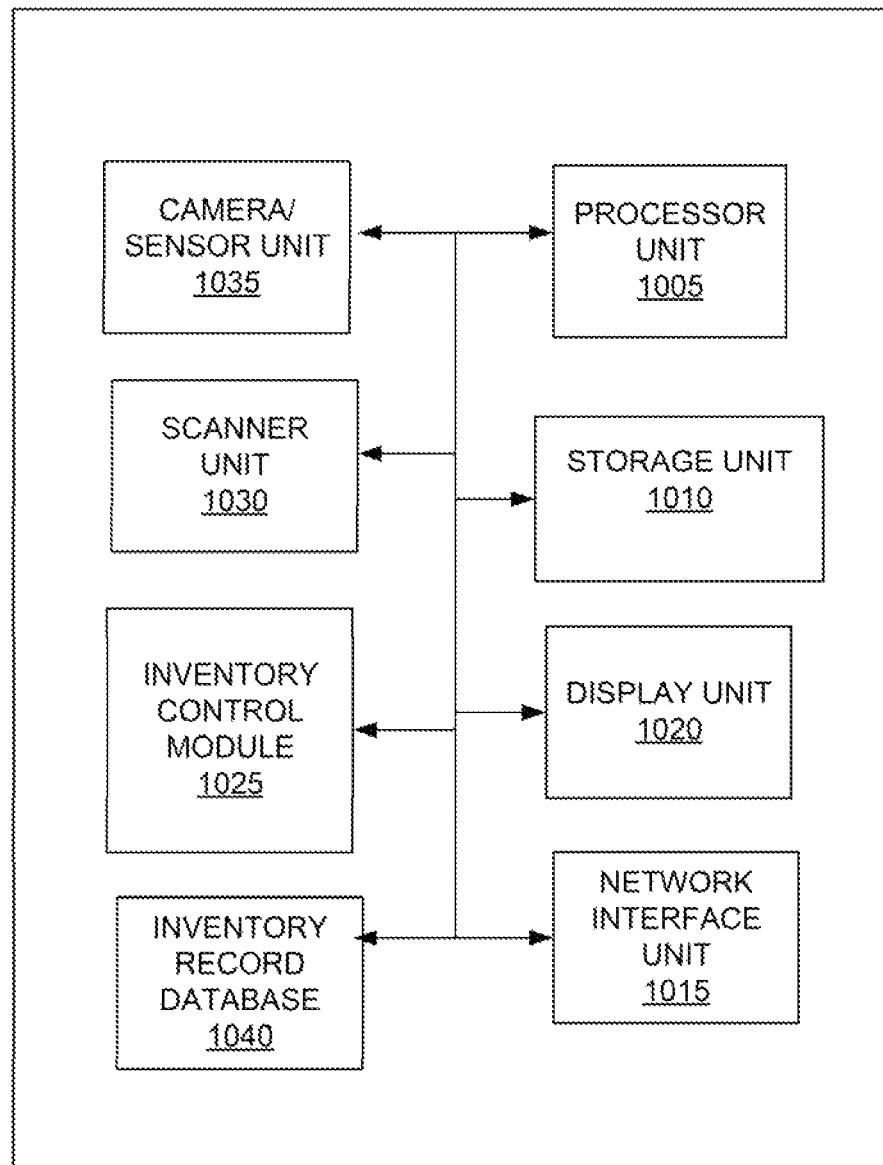 CAMERA/
SENSOR UNIT
1035
PROCESSOR
UNIT
1005
SCANNER
UNIT
1030
STORAGE UNIT
1010
INVENTORY
CONTROL
MODULE
1025
DISPLAY UNIT
1020
INVENTORY
RECORD
DATABASE
1040
NETWORK
INTERFACE
UNIT
1015